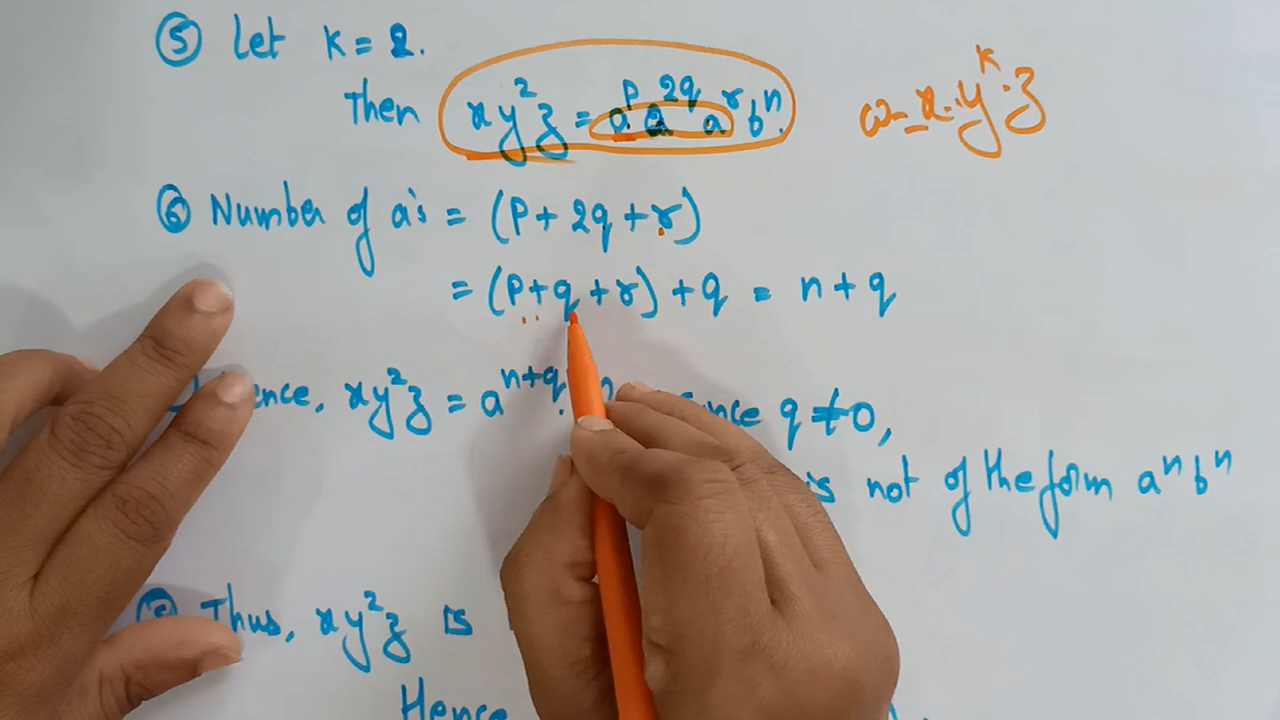 ⑤ Let K = 2.
Then xy²z = a^p a^2q a^r b^n. ω = x.y^K.z
⑥ Number of a's = (P + 2q + r)
= (P + q + r) + q = n + q
xy²z = a^n+q q ≠ 0,
is not of the form a^n b^n
Thus, xy²z is
Hence